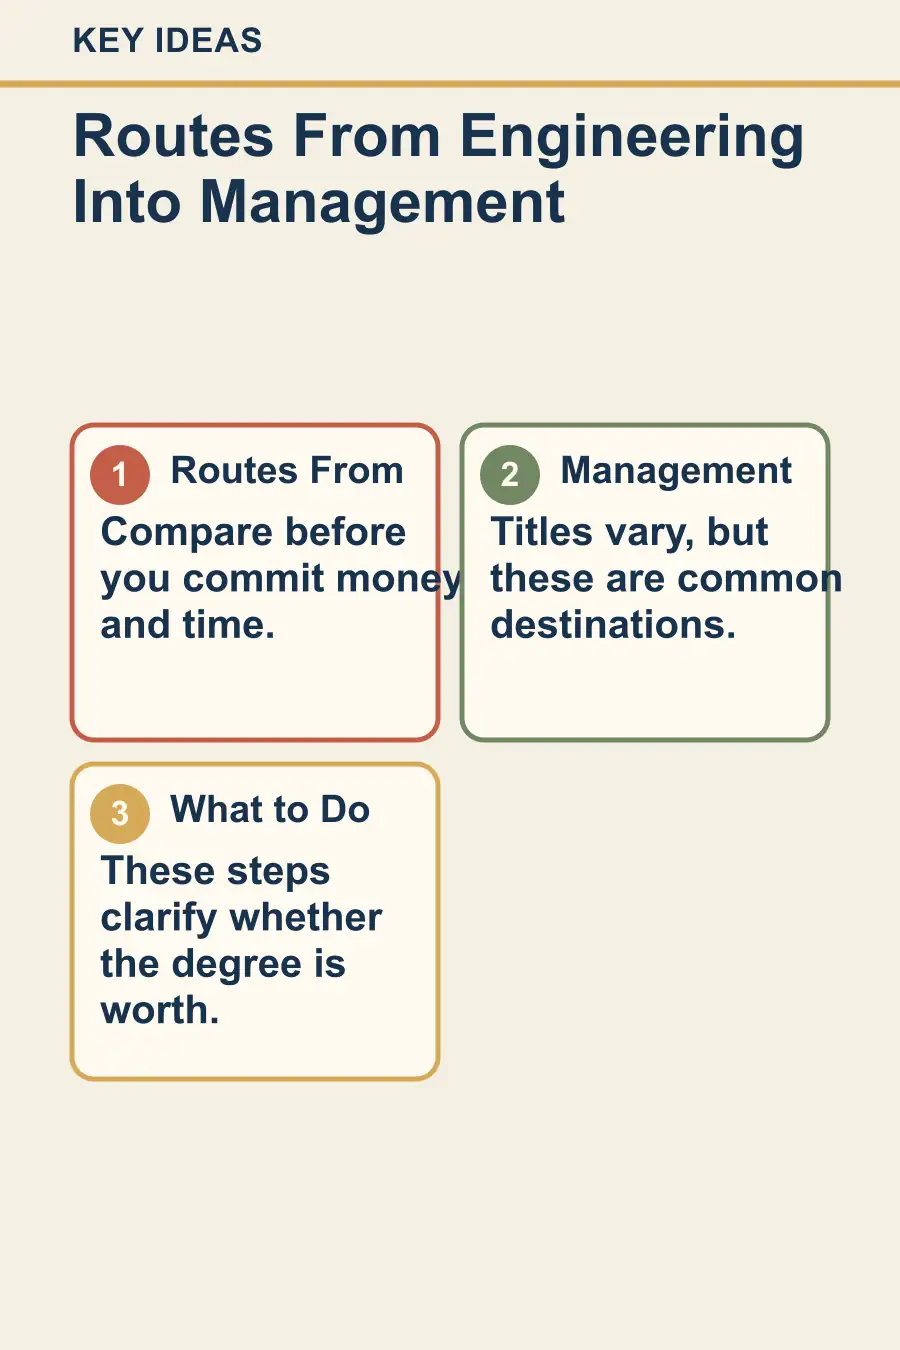 KEY IDEAS
Routes From Engineering
Into Management
1 Routes From
Compare before
you commit money
and time.
2 Management
Titles vary, but
these are common
destinations.
3 What to Do
These steps
clarify whether
the degree is
worth.